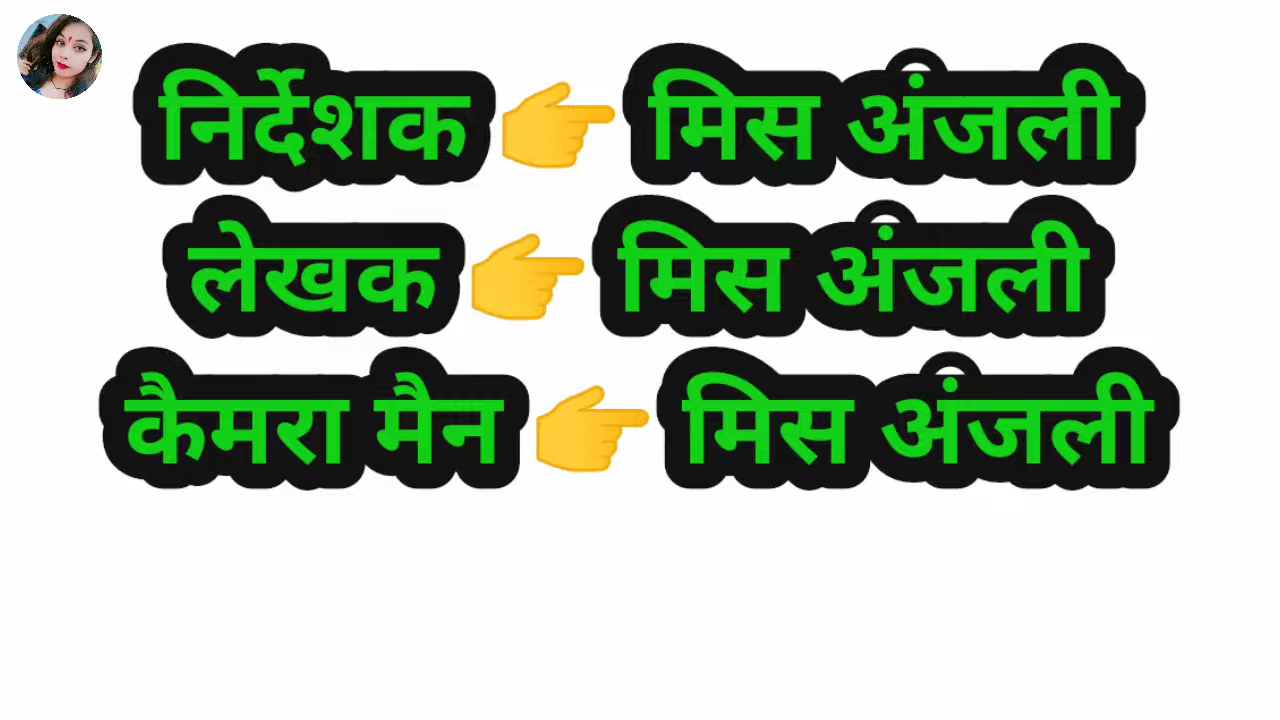 निर्देशक 👉 मिस अंजली
लेखक 👉 मिस अंजली
कैमरा मैन 👉 मिस अंजली